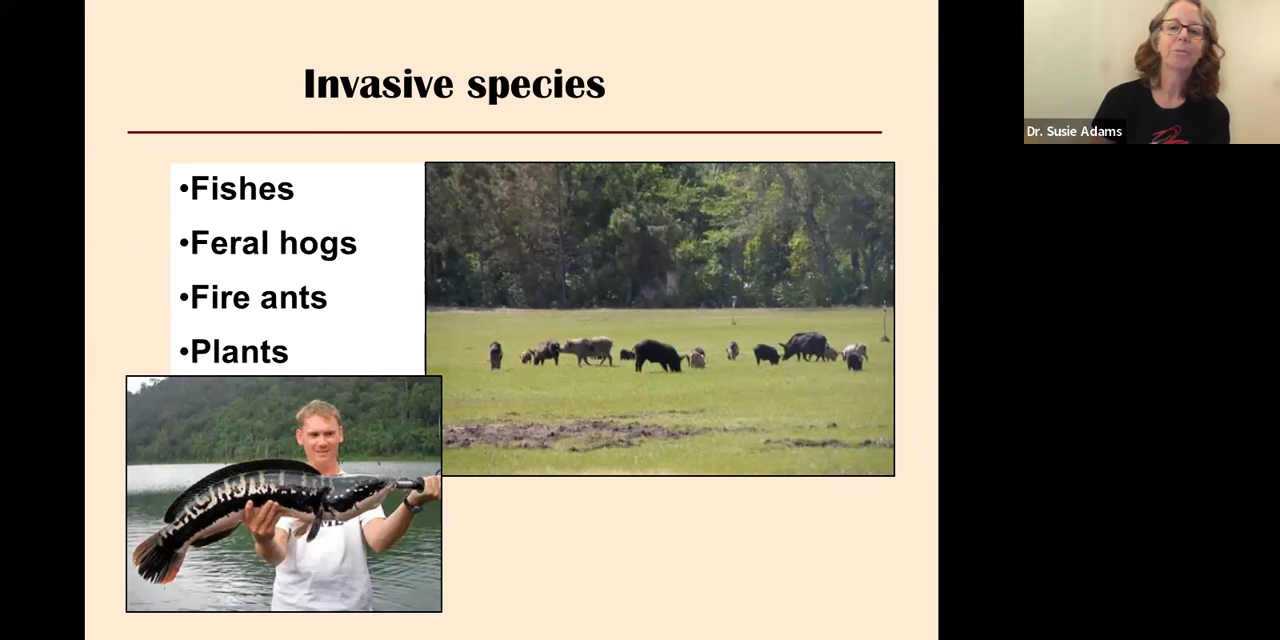 Invasive species
•Fishes
•Feral hogs
•Fire ants
•Plants
Dr. Susie Adams